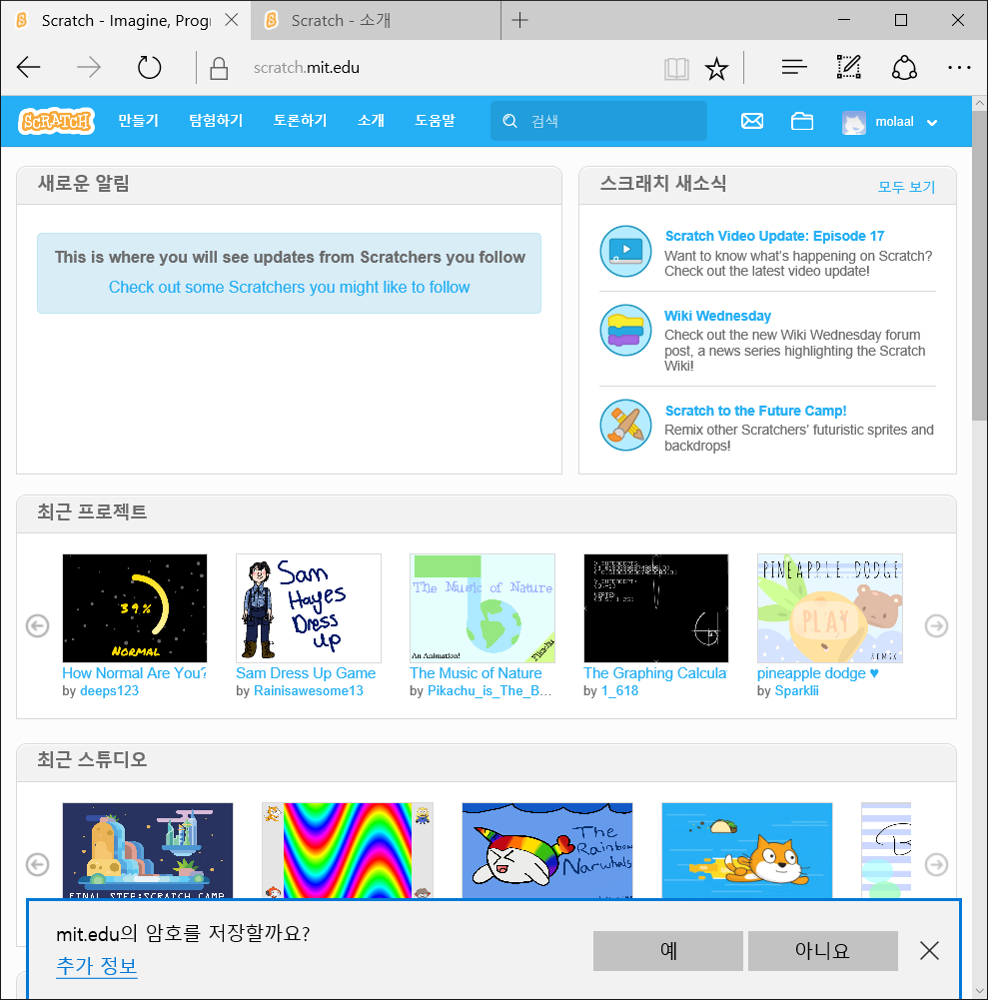 Scratch - Imagine, Progr
Scratch - 소개
scratch.mit.edu
SCRATCH
만들기
탐험하기
토론하기
소개
도움말
검색
molaal
새로운 알림
This is where you will see updates from Scratchers you follow
Check out some Scratchers you might like to follow
스크래치 새소식
모두 보기
Scratch Video Update: Episode 17
Want to know what's happening on Scratch?
Check out the latest video update!
Wiki Wednesday
Check out the new Wiki Wednesday forum
post, a news series highlighting the Scratch
Wiki!
Scratch to the Future Camp!
Remix other Scratchers’ futuristic sprites and
backdrops!
최근 프로젝트
39%
NORMAL
How Normal Are You?
by deeps123
Sam
Hayes
Dress
up
Sam Dress Up Game
by Rainisawesome13
The Music of Nature
An Animation!
Pikachu
The Music of Nature
by Pikachu_is_The_B...
The Graphing Calcula
by 1_618
PINEAPPLE DODGE
PLAY
REMIX
pineapple dodge ♥
by Sparklii
최근 스튜디오
FINAL STEP:SCRATCH CAMP
The
Rainbow
Narwhals
mit.edu의 암호를 저장할까요?
추가 정보
예
아니요